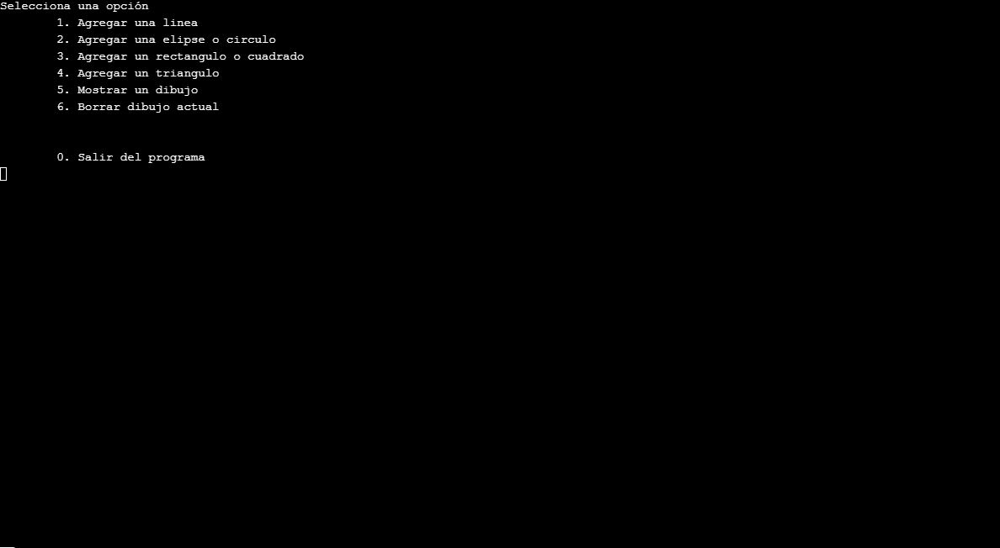 Selecciona una opción
1. Agregar una linea
2. Agregar una elipse o circulo
3. Agregar un rectangulo o cuadrado
4. Agregar un triangulo
5. Mostrar un dibujo
6. Borrar dibujo actual
0. Salir del programa